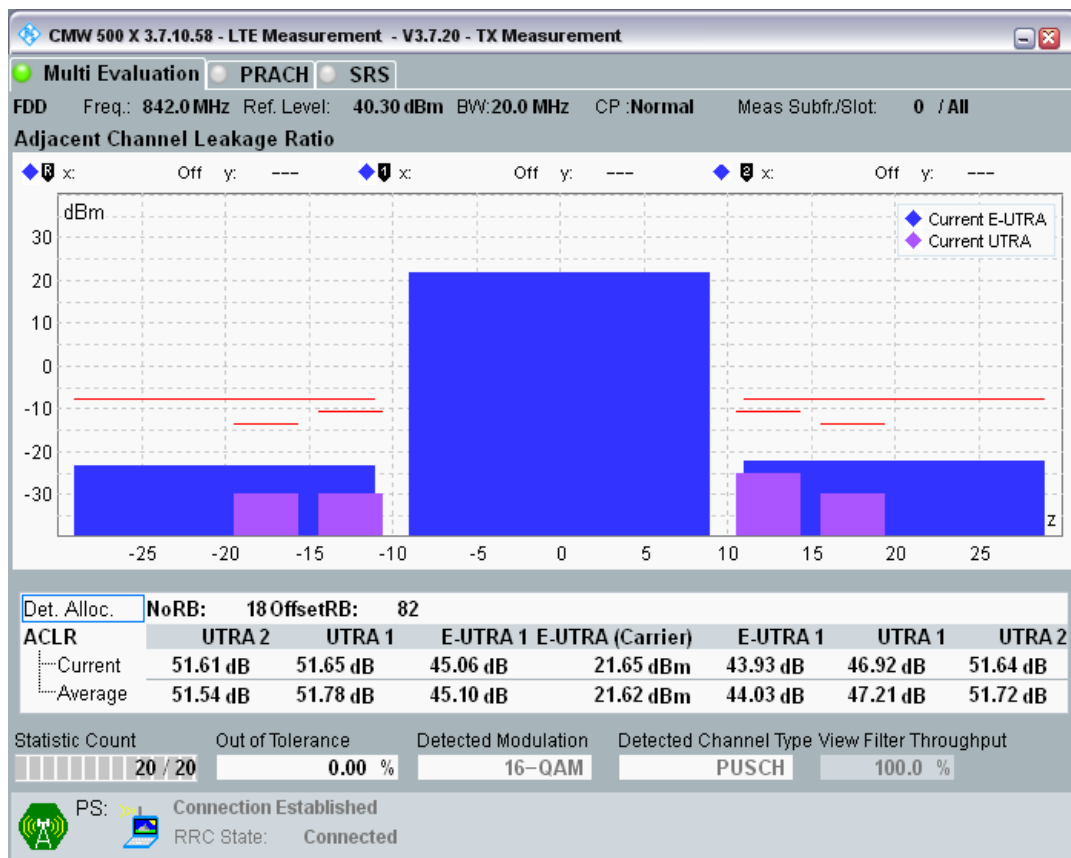 CMW 500 X 3.7.10.58 - LTE Measurement - V3.7.20 - TX Measurement
Multi Evaluation PRACH SRS
FDD Freq.: 842.0 MHz Ref. Level: 40.30 dBm BW:20.0 MHz CP :Normal Meas Subfr./Slot: 0 / All
Adjacent Channel Leakage Ratio
R x: Off y: --- 1 x: Off y: --- 2 x: Off y: ---
dBm
Current E-UTRA
Current UTRA
30
20
10
0
-10
-20
-30
z
-25 -20 -15 -10 -5 0 5 10 15 20 25
Det. Alloc. NoRB: 18 OffsetRB: 82
ACLR UTRA 2 UTRA 1 E-UTRA 1 E-UTRA (Carrier) E-UTRA 1 UTRA 1 UTRA 2
Current 51.61 dB 51.65 dB 45.06 dB 21.65 dBm 43.93 dB 46.92 dB 51.64 dB
Average 51.54 dB 51.78 dB 45.10 dB 21.62 dBm 44.03 dB 47.21 dB 51.72 dB
Statistic Count Out of Tolerance Detected Modulation Detected Channel Type View Filter Throughput
20 / 20 0.00 % 16-QAM PUSCH 100.0 %
PS: Connection Established
RRC State: Connected